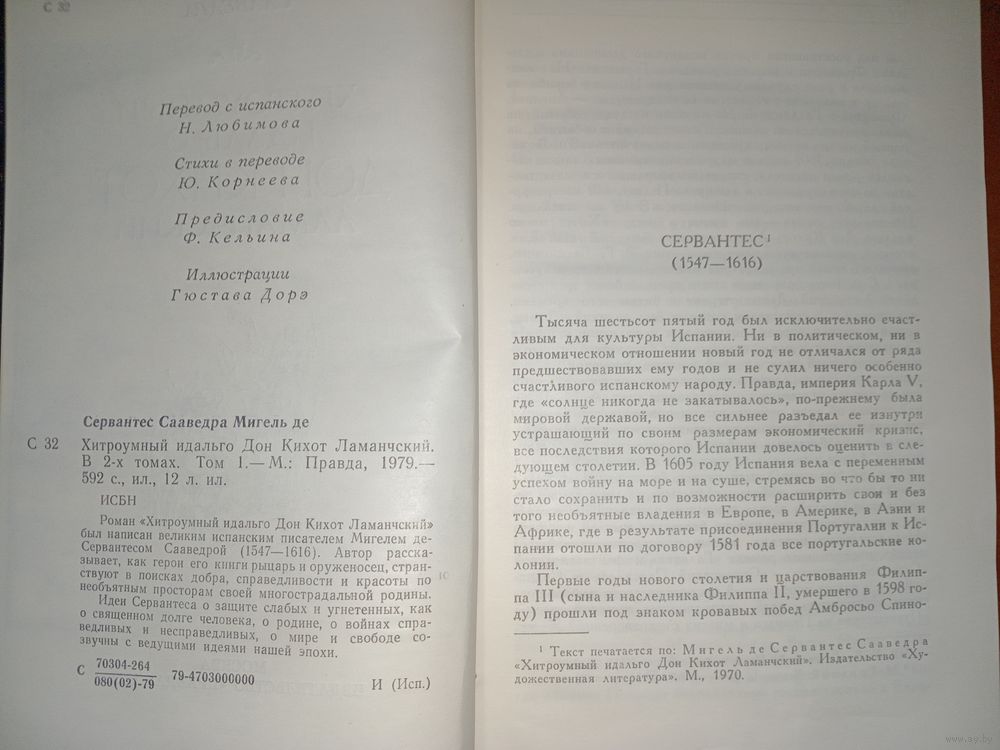 С 32
Перевод с испанского
Н. Любимова
Стихи в переводе
Ю. Корнеева
Предисловие
Ф. Кельина
Иллюстрации
Гюстава Дорэ
Сервантес Сааведра Мигель де
С 32 Хитроумный идальго Дон Кихот Ламанчский.
В 2-х томах. Том 1.— М.: Правда, 1979.—
592 с., ил., 12 л. ил.
ИСБН
Роман «Хитроумный идальго Дон Кихот Ламанчский»
был написан великим испанским писателем Мигелем де-
Сервантесом Сааведрой (1547—1616). Автор расска-
зывает, как герои его книги рыцарь и оруженосец, стран-
ствуют в поисках добра, справедливости и красоты по
необъятным просторам своей многострадальной родины.
Идеи Сервантеса о защите слабых и угнетенных, как
о священном долге человека, о родине, о войнах спра-
ведливых и несправедливых, о мире и свободе со-
звучны с ведущими идеями нашей эпохи.
С 70304-264
080(02)-79 79-4703000000
И (Исп.)
СЕРВАНТЕС¹
(1547—1616)
Тысяча шестьсот пятый год был исключительно счаст-
ливым для культуры Испании. Ни в политическом, ни в
экономическом отношении новый год не отличался от ряда
предшествовавших ему годов и не сулил ничего особенно
счастливого испанскому народу. Правда, империя Карла V,
где «солнце никогда не закатывалось», по-прежнему была
мировой державой, но все сильнее разъедал ее изнутри
устрашающий по своим размерам экономический кризис,
все последствия которого Испании довелось оценить в сле-
дующем столетии. В 1605 году Испания вела с переменным
успехом войну на море и на суше, стремясь во что бы то ни
стало сохранить и по возможности расширить свои и без
того необъятные владения в Европе, в Америке, в Азии и
Африке, где в результате присоединения Португалии к Ис-
пании отошли по договору 1581 года все португальские ко-
лонии.
Первые годы нового столетия и царствования Филип-
па III (сына и наследника Филиппа II, умершего в 1598 го-
ду) прошли под знаком кровавых побед Амбросьо Спино-
¹ Текст печатается по: Мигель де Сервантес Сааведра
«Хитроумный идальго Дон Кихот Ламанчский». Издательство «Ху-
дожественная литература». М., 1970.
www.ay.by